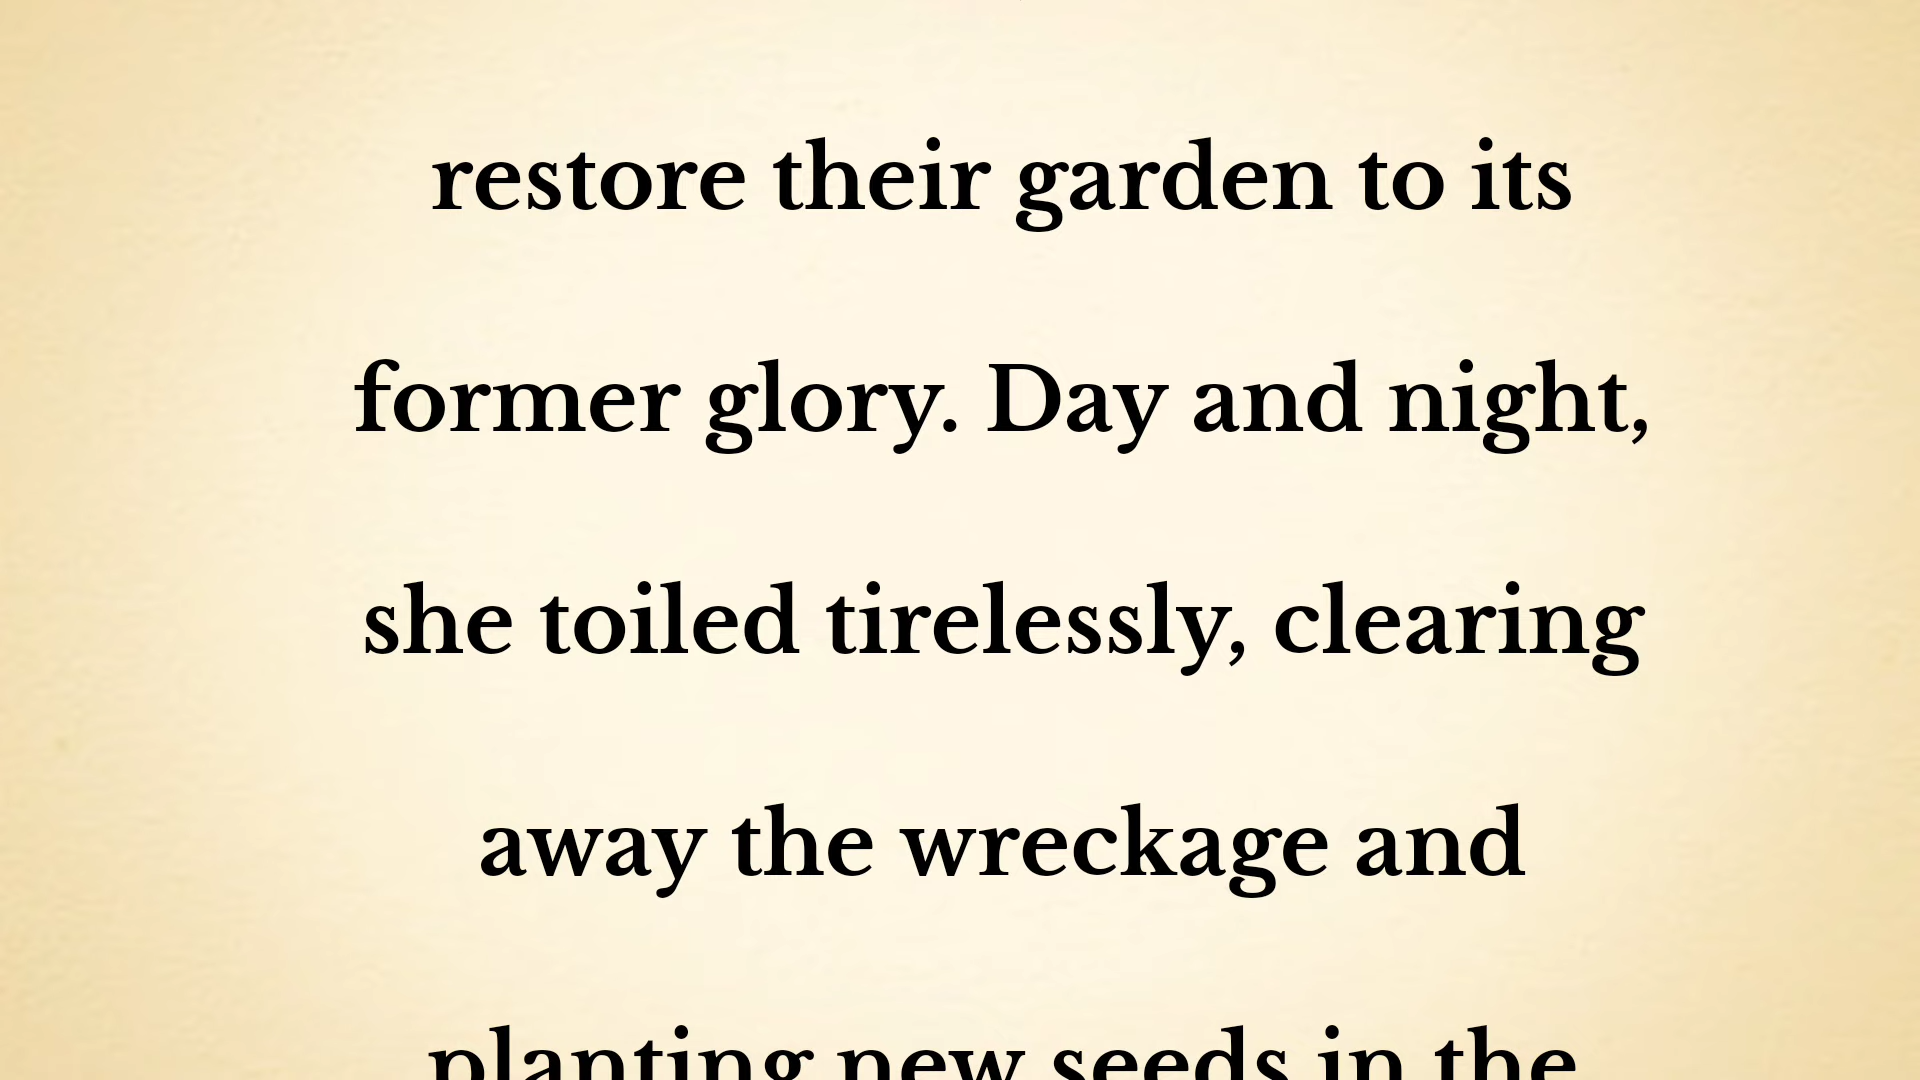 restore their garden to its
former glory. Day and night,
she toiled tirelessly, clearing
away the wreckage and
planting new seeds in the